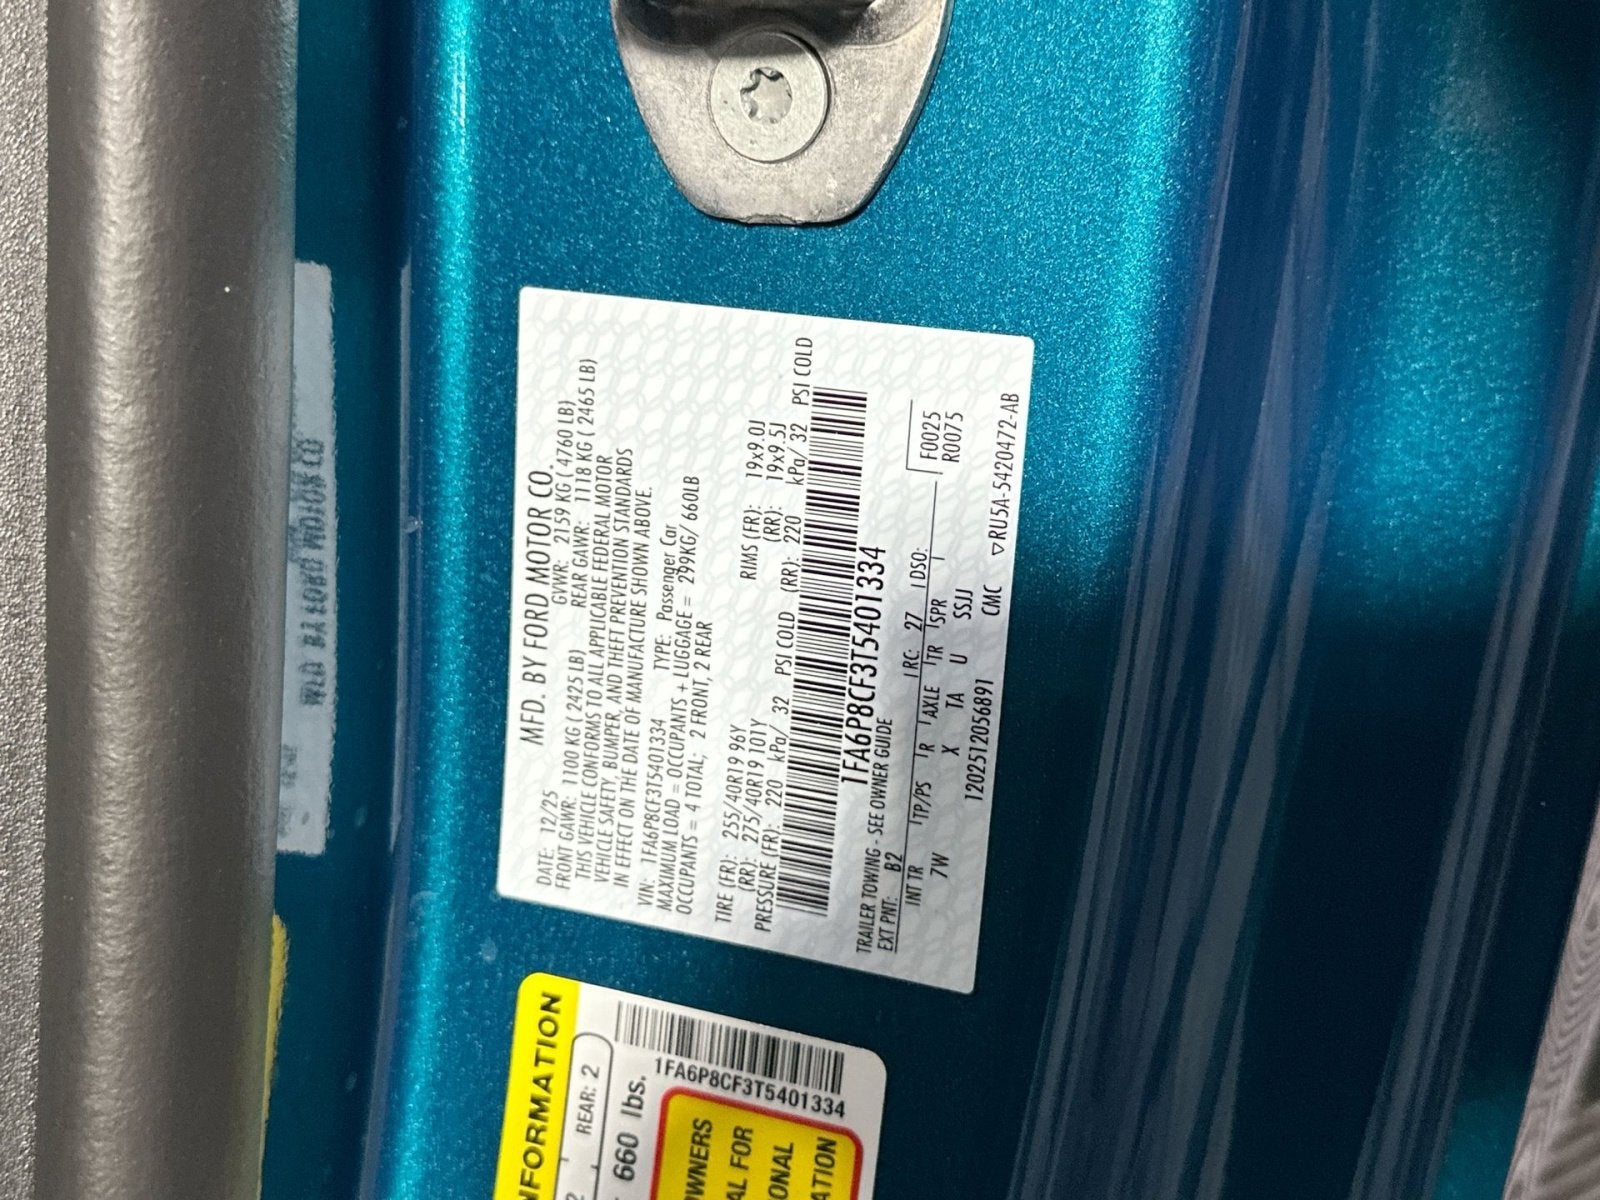 MFD. BY FORD MOTOR CO.
DATE: 12/25 GVWR: 2159 KG ( 4760 LB)
FRONT GAWR: 1100 KG ( 2425 LB) REAR GAWR: 1118 KG ( 2465 LB)
THIS VEHICLE CONFORMS TO ALL APPLICABLE FEDERAL MOTOR
VEHICLE SAFETY, BUMPER, AND THEFT PREVENTION STANDARDS
IN EFFECT ON THE DATE OF MANUFACTURE SHOWN ABOVE.
VIN: 1FA6P8CF3T5401334 TYPE: Passenger Car
MAXIMUM LOAD = OCCUPANTS + LUGGAGE = 299KG/ 660LB
OCCUPANTS = 4 TOTAL; 2 FRONT, 2 REAR
TIRE (FR): 255/40R19 96Y RIMS (FR): 19x9.0J
(RR): 275/40R19 101Y (RR): 19x9.5J
PRESSURE (FR): 220 kPa/ 32 PSI COLD (RR): 220 kPa/ 32 PSI COLD
1FA6P8CF3T5401334
TRAILER TOWING - SEE OWNER GUIDE
EXT PNT: B2 RC: 27 DSO: F0025
INT TR TP/PS R AXLE TR SPR R0075
7W X TA U SSJJ
1202512056891 CMC ▽RU5A-5420472-AB
REAR: 2
660 lbs.
1FA6P8CF3T5401334